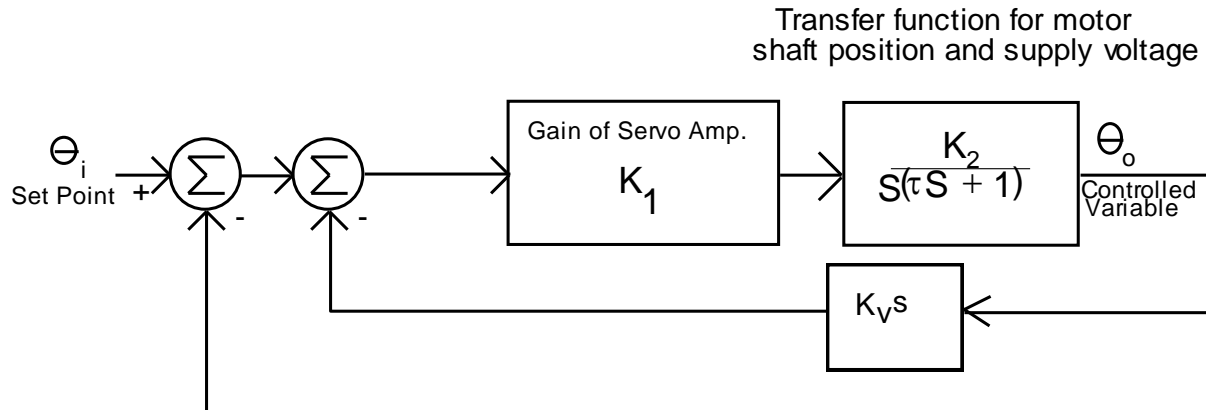 Transfer function for motor
shaft position and supply voltage
Gain of Servo Amp.
K₁
K₂
S(τS + 1)
Θᵢ
Set Point
+
Σ
-
Σ
-
Θₒ
Controlled
Variable
Kᵥs